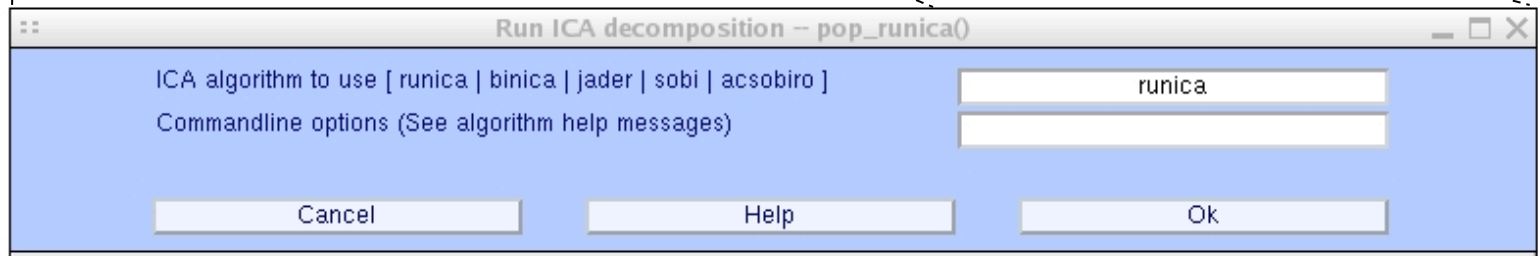 Run ICA decomposition -- pop_runica()
ICA algorithm to use [ runica | binica | jader | sobi | acsobiro ]
runica
Commandline options (See algorithm help messages)
Cancel
Help
Ok